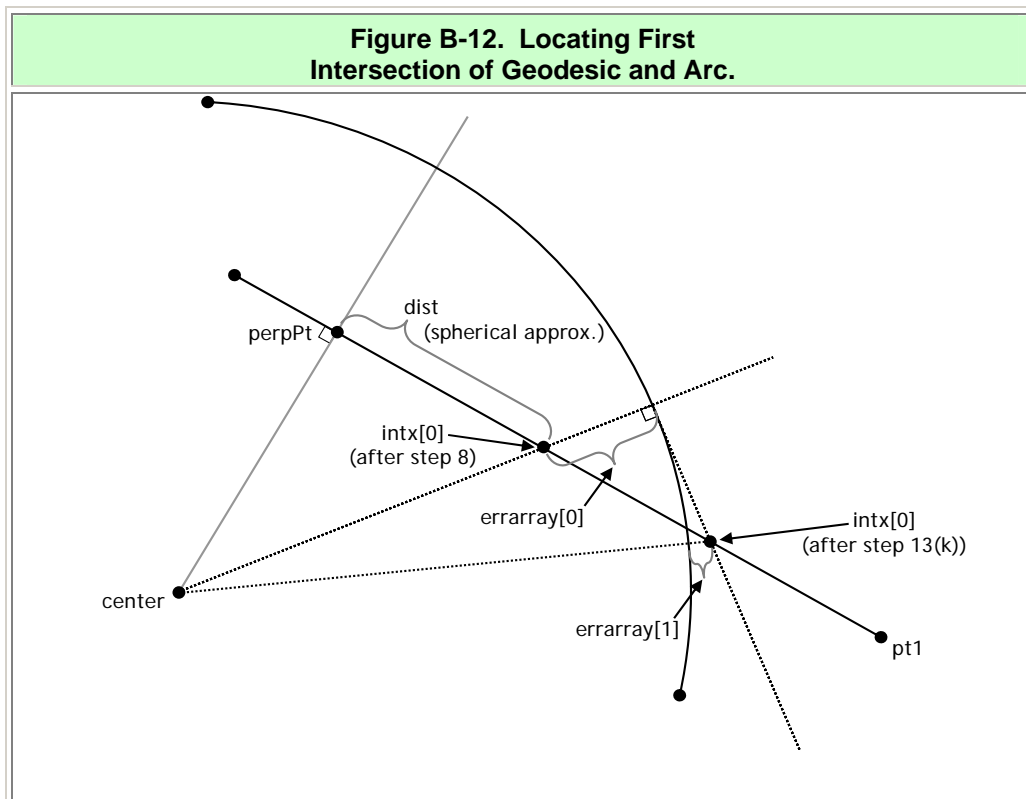 Figure B-12. Locating First
Intersection of Geodesic and Arc.
dist
(spherical approx.)
perpPt
intx[0]
(after step 8)
errarray[0]
intx[0]
(after step 13(k))
center
errarray[1]
pt1